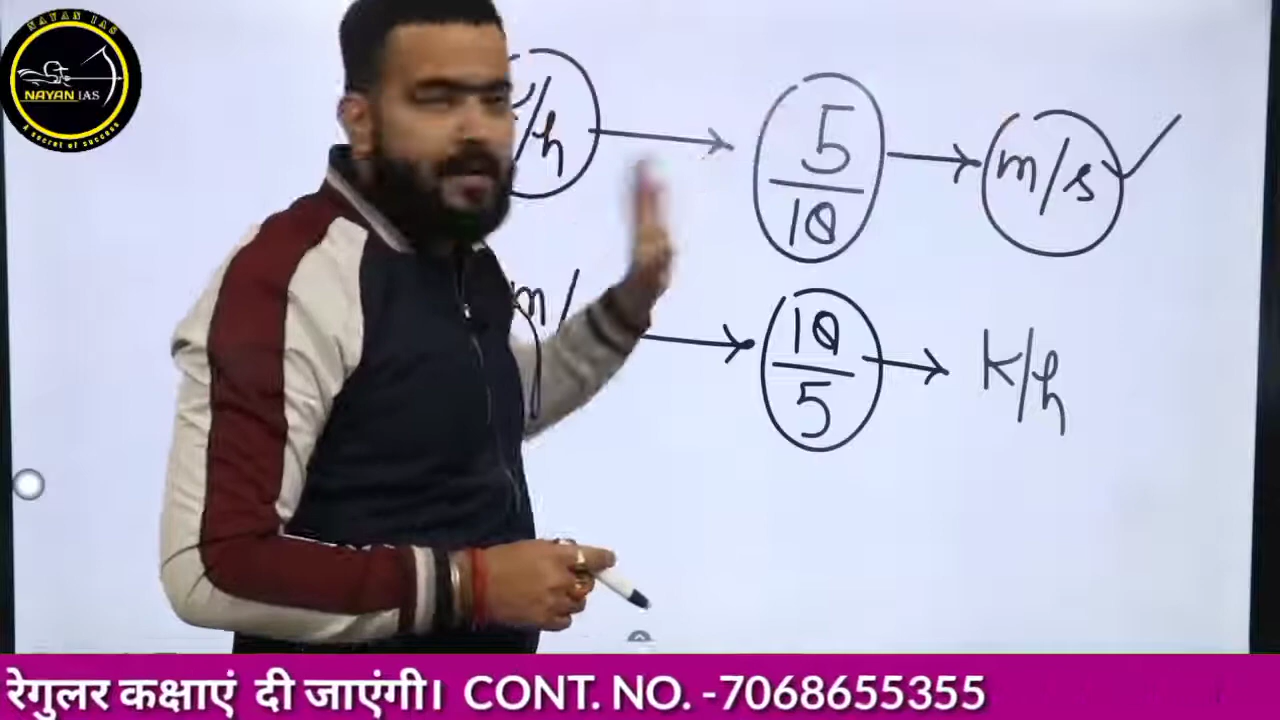 NAYAN IAS
NAYAN IAS
A secret of success
/h → 5/18 → m/s ✓
m/ → 18/5 → K/h
रेगुलर कक्षाएं दी जाएंगी। CONT. NO. -7068655355